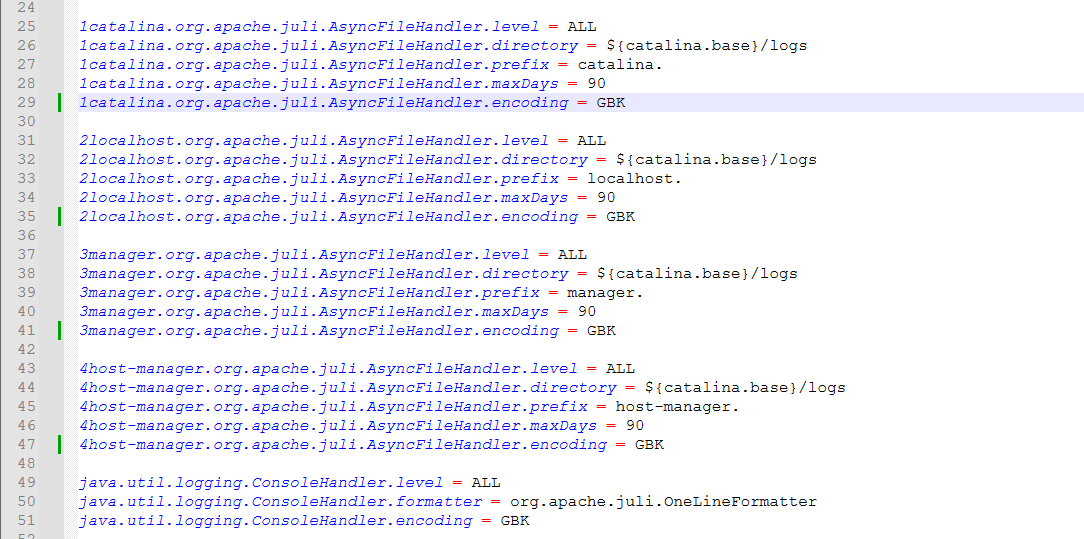 24
25 1catalina.org.apache.juli.AsyncFileHandler.level = ALL
26 1catalina.org.apache.juli.AsyncFileHandler.directory = ${catalina.base}/logs
27 1catalina.org.apache.juli.AsyncFileHandler.prefix = catalina.
28 1catalina.org.apache.juli.AsyncFileHandler.maxDays = 90
29 1catalina.org.apache.juli.AsyncFileHandler.encoding = GBK
30
31 2localhost.org.apache.juli.AsyncFileHandler.level = ALL
32 2localhost.org.apache.juli.AsyncFileHandler.directory = ${catalina.base}/logs
33 2localhost.org.apache.juli.AsyncFileHandler.prefix = localhost.
34 2localhost.org.apache.juli.AsyncFileHandler.maxDays = 90
35 2localhost.org.apache.juli.AsyncFileHandler.encoding = GBK
36
37 3manager.org.apache.juli.AsyncFileHandler.level = ALL
38 3manager.org.apache.juli.AsyncFileHandler.directory = ${catalina.base}/logs
39 3manager.org.apache.juli.AsyncFileHandler.prefix = manager.
40 3manager.org.apache.juli.AsyncFileHandler.maxDays = 90
41 3manager.org.apache.juli.AsyncFileHandler.encoding = GBK
42
43 4host-manager.org.apache.juli.AsyncFileHandler.level = ALL
44 4host-manager.org.apache.juli.AsyncFileHandler.directory = ${catalina.base}/logs
45 4host-manager.org.apache.juli.AsyncFileHandler.prefix = host-manager.
46 4host-manager.org.apache.juli.AsyncFileHandler.maxDays = 90
47 4host-manager.org.apache.juli.AsyncFileHandler.encoding = GBK
48
49 java.util.logging.ConsoleHandler.level = ALL
50 java.util.logging.ConsoleHandler.formatter = org.apache.juli.OneLineFormatter
51 java.util.logging.ConsoleHandler.encoding = GBK
52